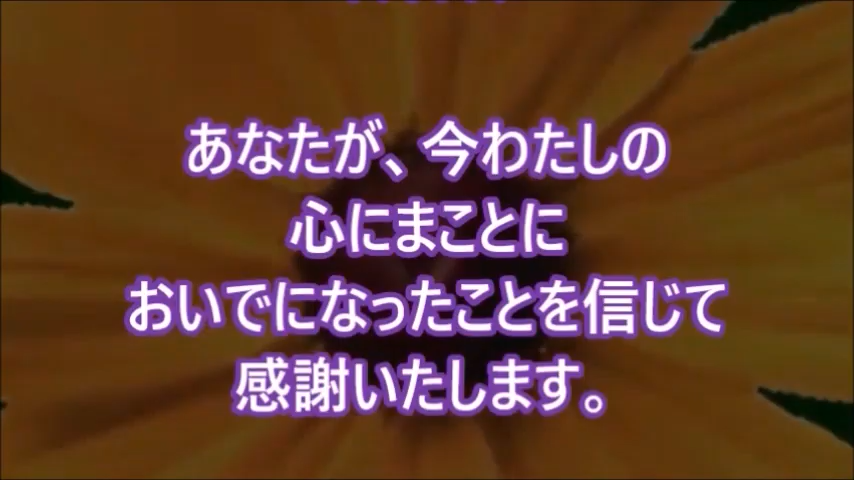 あなたが、今わたしの
心にまことに
おいでになったことを信じて
感謝いたします。